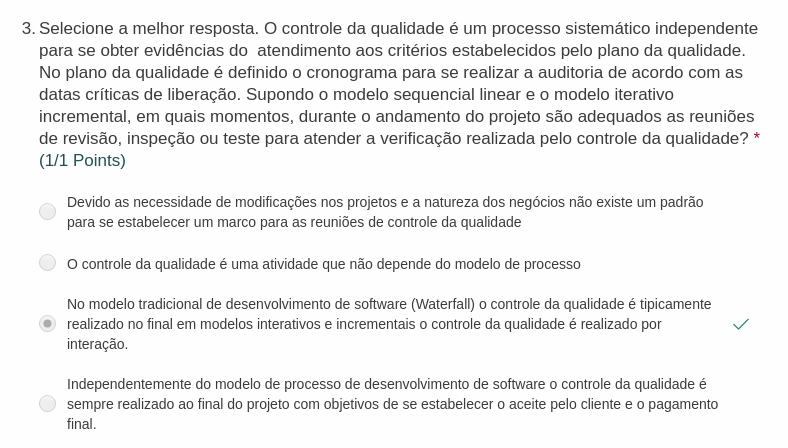 3. Selecione a melhor resposta. O controle da qualidade é um processo sistemático independente
para se obter evidências do  atendimento aos critérios estabelecidos pelo plano da qualidade.
No plano da qualidade é definido o cronograma para se realizar a auditoria de acordo com as
datas críticas de liberação. Supondo o modelo sequencial linear e o modelo iterativo
incremental, em quais momentos, durante o andamento do projeto são adequados as reuniões
de revisão, inspeção ou teste para atender a verificação realizada pelo controle da qualidade? *
(1/1 Points)
Devido as necessidade de modificações nos projetos e a natureza dos negócios não existe um padrão
para se estabelecer um marco para as reuniões de controle da qualidade
O controle da qualidade é uma atividade que não depende do modelo de processo
No modelo tradicional de desenvolvimento de software (Waterfall) o controle da qualidade é tipicamente
realizado no final em modelos interativos e incrementais o controle da qualidade é realizado por
interação.
Independentemente do modelo de processo de desenvolvimento de software o controle da qualidade é
sempre realizado ao final do projeto com objetivos de se estabelecer o aceite pelo cliente e o pagamento
final.